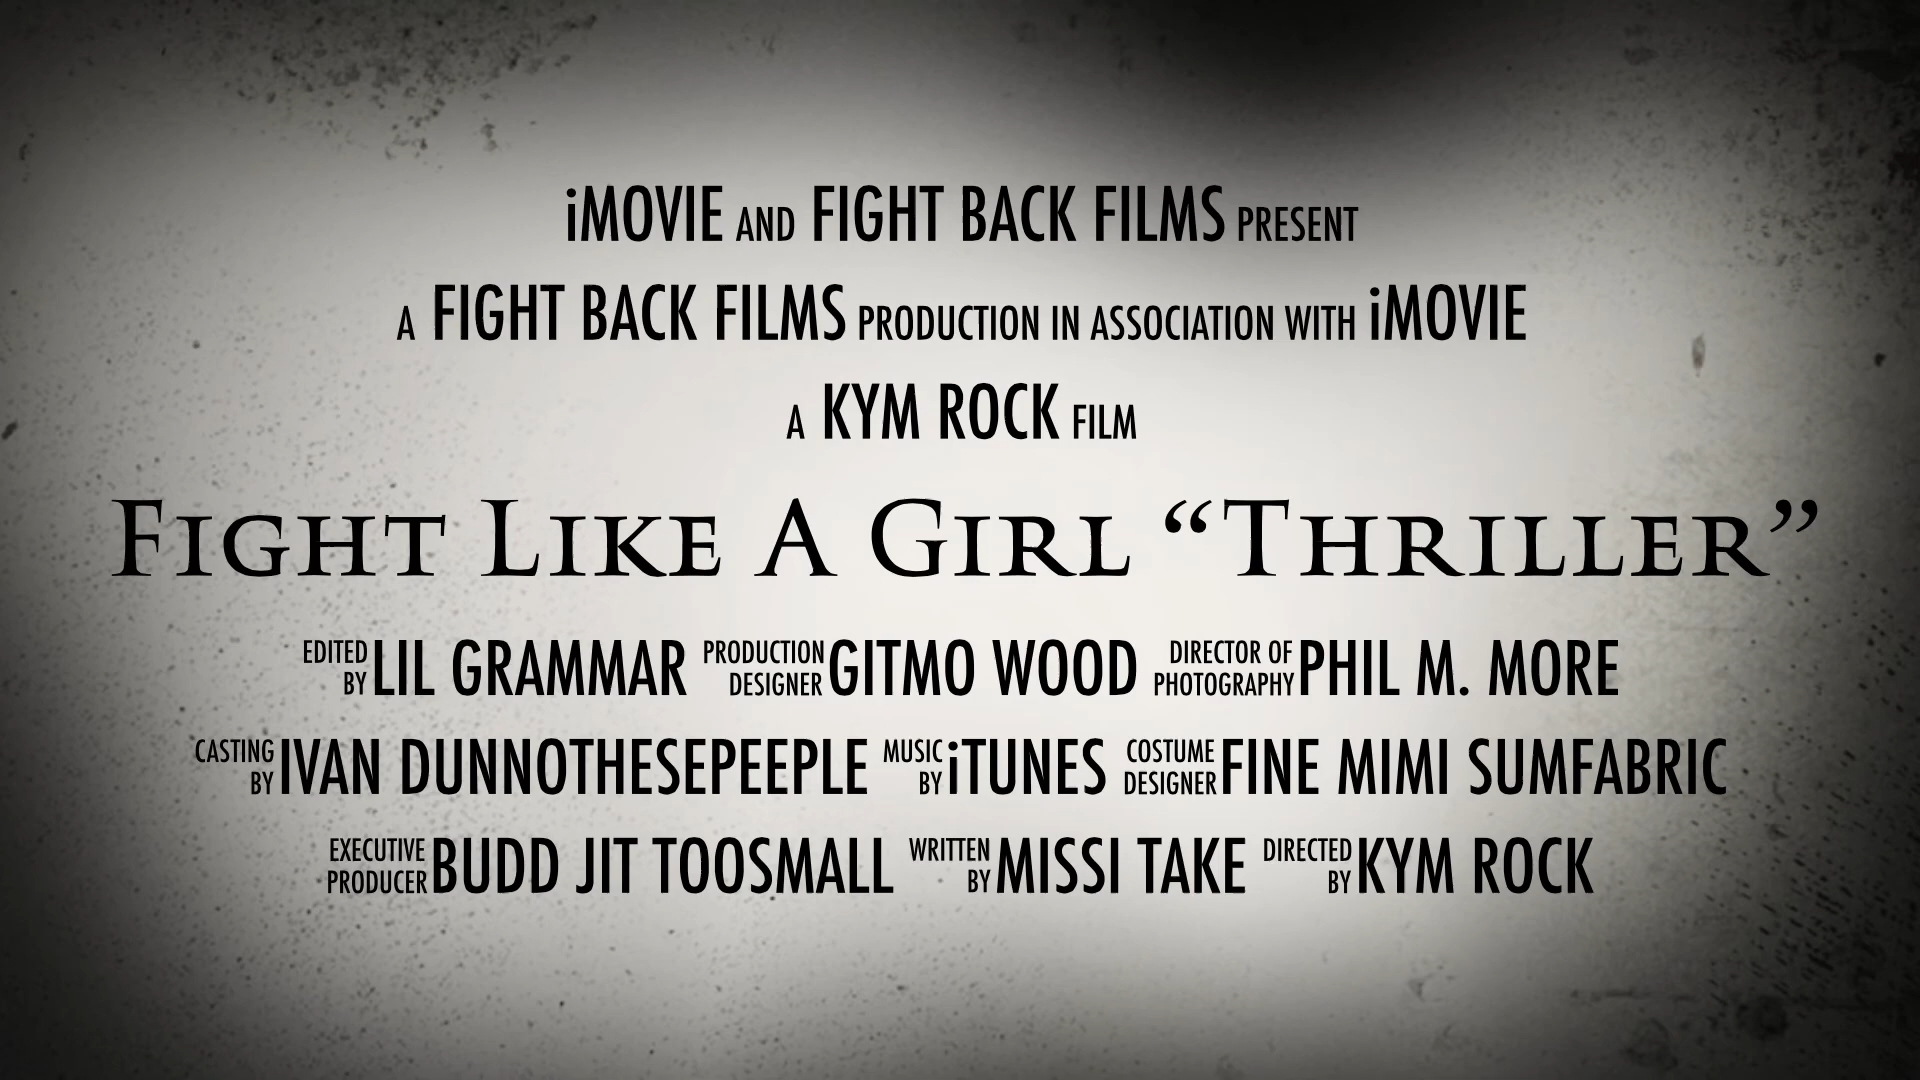 iMOVIE AND FIGHT BACK FILMS PRESENT
A FIGHT BACK FILMS PRODUCTION IN ASSOCIATION WITH iMOVIE
A KYM ROCK FILM
FIGHT LIKE A GIRL “THRILLER”
EDITED BY LIL GRAMMAR PRODUCTION DESIGNER GITMO WOOD DIRECTOR OF PHOTOGRAPHY PHIL M. MORE
CASTING BY IVAN DUNNOTHESEPEEPLE MUSIC BY iTUNES COSTUME DESIGNER FINE MIMI SUMFABRIC
EXECUTIVE PRODUCER BUDD JIT TOOSMALL WRITTEN BY MISSI TAKE DIRECTED BY KYM ROCK